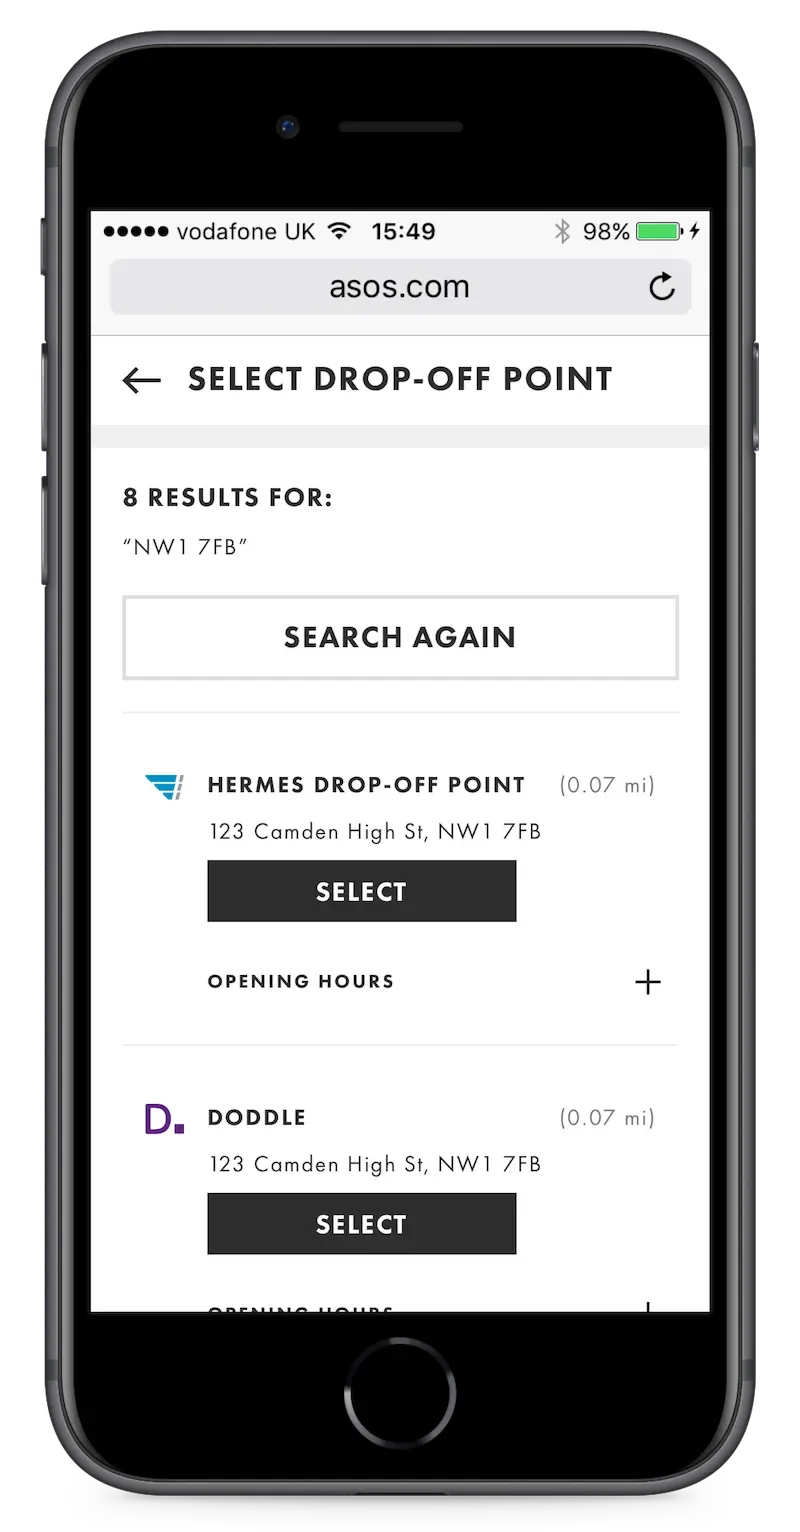 vodafone UK 15:49 98%
asos.com
SELECT DROP-OFF POINT
8 RESULTS FOR:
“NW1 7FB”
SEARCH AGAIN
HERMES DROP-OFF POINT (0.07 mi)
123 Camden High St, NW1 7FB
SELECT
OPENING HOURS +
D. DODDLE (0.07 mi)
123 Camden High St, NW1 7FB
SELECT
OPENING HOURS